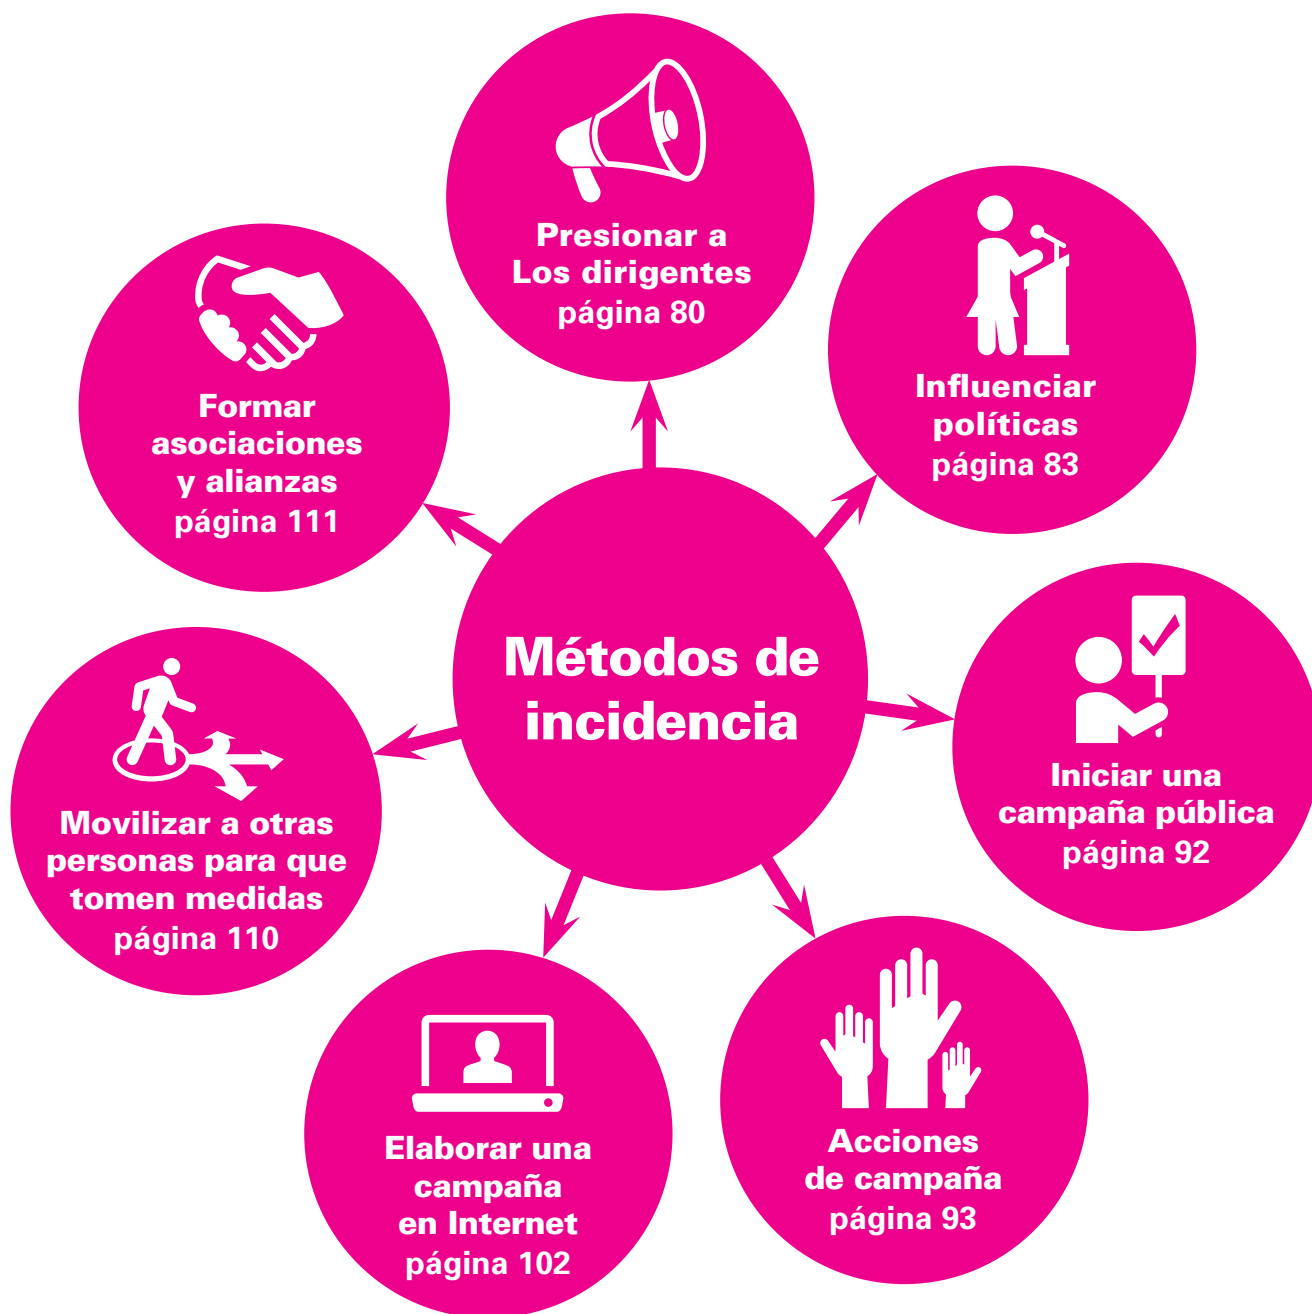 Presionar a
Los dirigentes
página 80
Influenciar
políticas
página 83
Formar
asociaciones
y alianzas
página 111
Métodos de
incidencia
Iniciar una
campaña pública
página 92
Movilizar a otras
personas para que
tomen medidas
página 110
Acciones
de campaña
página 93
Elaborar una
campaña
en Internet
página 102